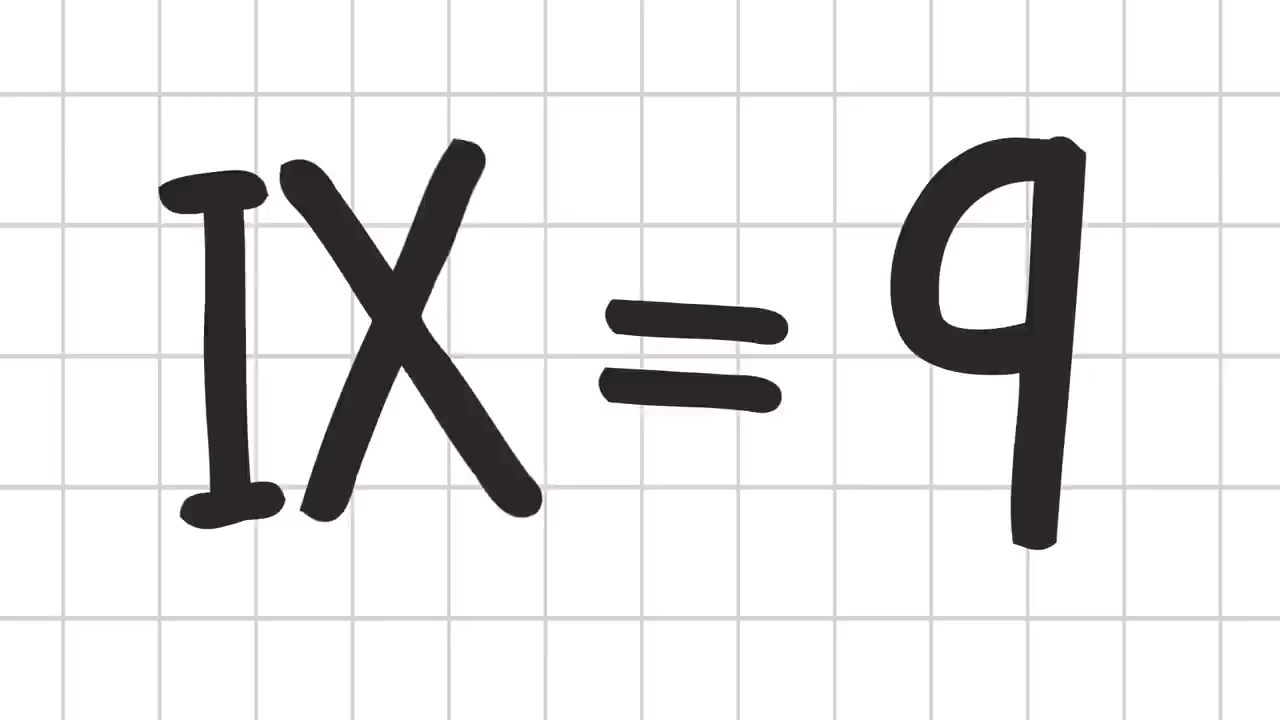 IX = 9